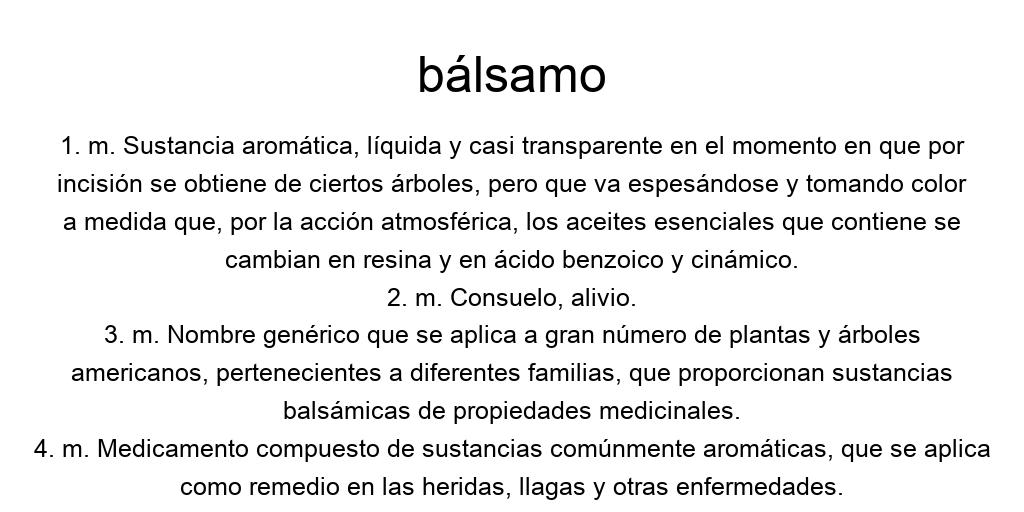 bálsamo
1. m. Sustancia aromática, líquida y casi transparente en el momento en que por
incisión se obtiene de ciertos árboles, pero que va espesándose y tomando color
a medida que, por la acción atmosférica, los aceites esenciales que contiene se
cambian en resina y en ácido benzoico y cinámico.
2. m. Consuelo, alivio.
3. m. Nombre genérico que se aplica a gran número de plantas y árboles
americanos, pertenecientes a diferentes familias, que proporcionan sustancias
balsámicas de propiedades medicinales.
4. m. Medicamento compuesto de sustancias comúnmente aromáticas, que se aplica
como remedio en las heridas, llagas y otras enfermedades.